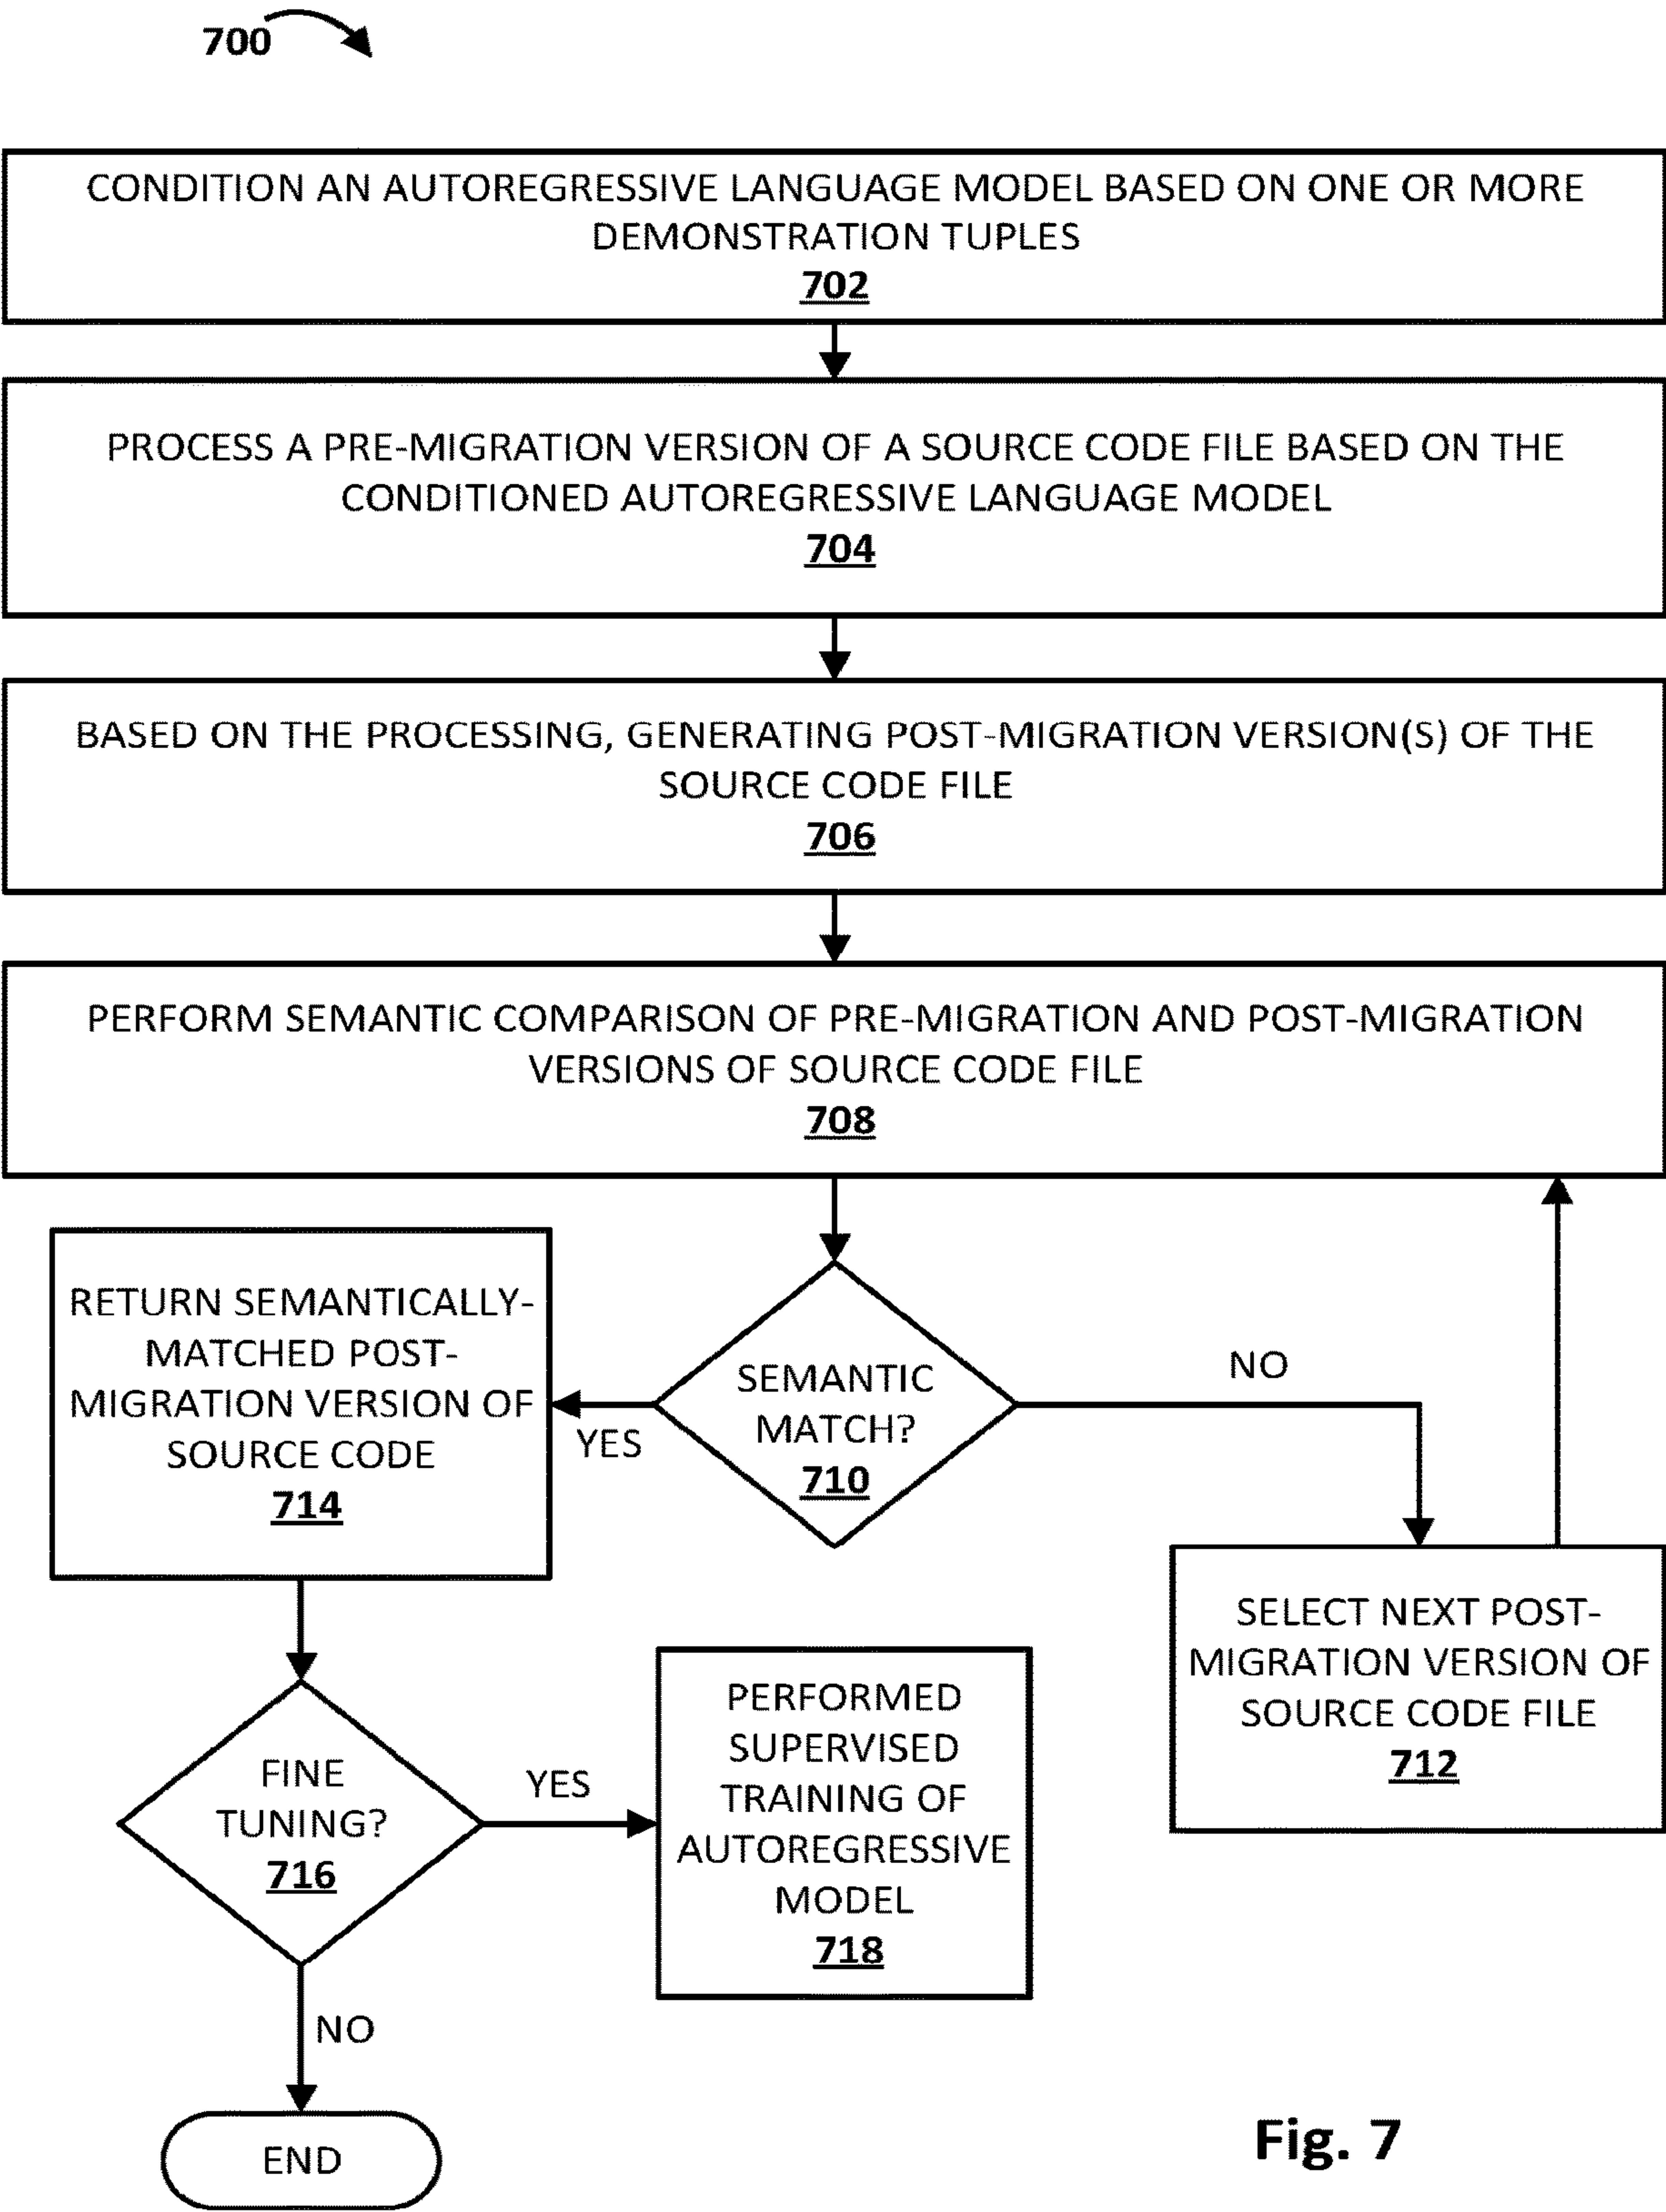 700
CONDITION AN AUTOREGRESSIVE LANGUAGE MODEL BASED ON ONE OR MORE
DEMONSTRATION TUPLES
702
PROCESS A PRE-MIGRATION VERSION OF A SOURCE CODE FILE BASED ON THE
CONDITIONED AUTOREGRESSIVE LANGUAGE MODEL
704
BASED ON THE PROCESSING, GENERATING POST-MIGRATION VERSION(S) OF THE
SOURCE CODE FILE
706
PERFORM SEMANTIC COMPARISON OF PRE-MIGRATION AND POST-MIGRATION
VERSIONS OF SOURCE CODE FILE
708
SEMANTIC
MATCH?
710
NO
YES
RETURN SEMANTICALLY-
MATCHED POST-
MIGRATION VERSION OF
SOURCE CODE
714
SELECT NEXT POST-
MIGRATION VERSION OF
SOURCE CODE FILE
712
FINE
TUNING?
716
YES
PERFORMED
SUPERVISED
TRAINING OF
AUTOREGRESSIVE
MODEL
718
NO
END
Fig. 7